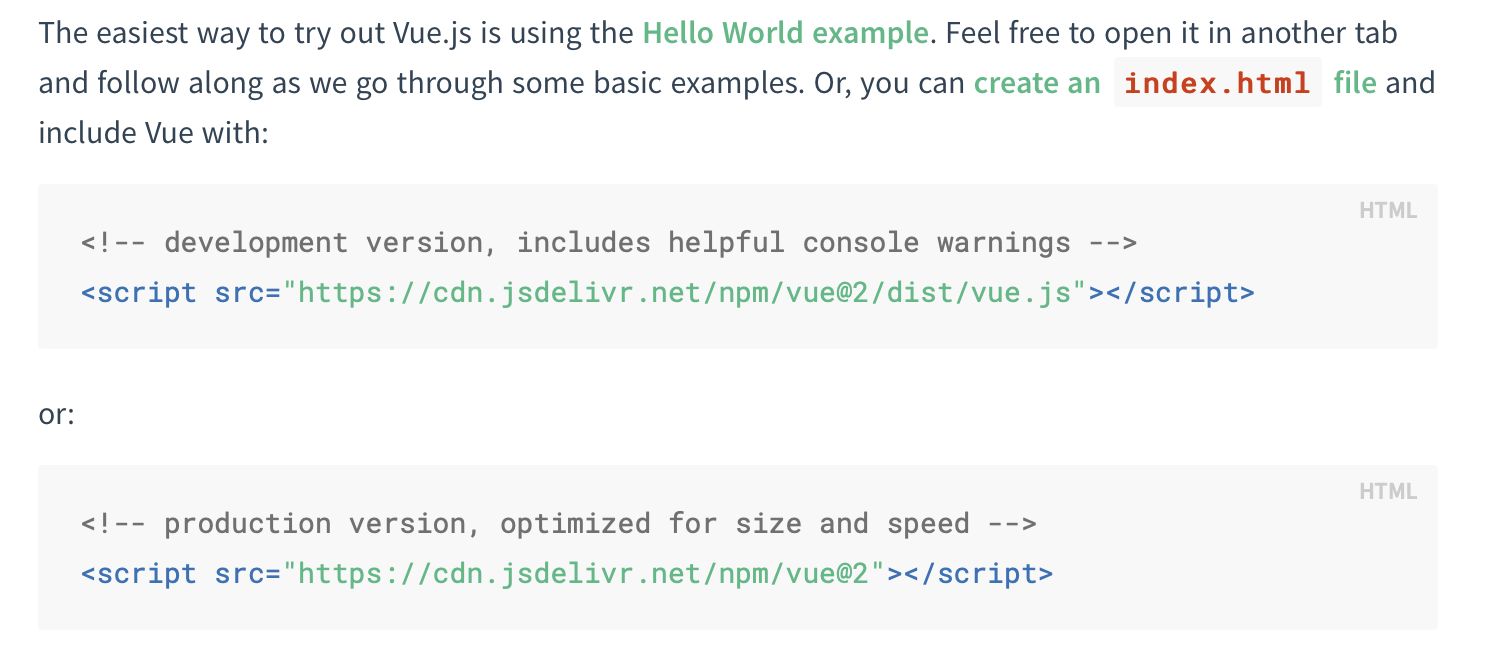 The easiest way to try out Vue.js is using the Hello World example. Feel free to open it in another tab
and follow along as we go through some basic examples. Or, you can create an index.html file and
include Vue with:
HTML
<!-- development version, includes helpful console warnings -->
<script src="https://cdn.jsdelivr.net/npm/vue@2/dist/vue.js"></script>
or:
HTML
<!-- production version, optimized for size and speed -->
<script src="https://cdn.jsdelivr.net/npm/vue@2"></script>